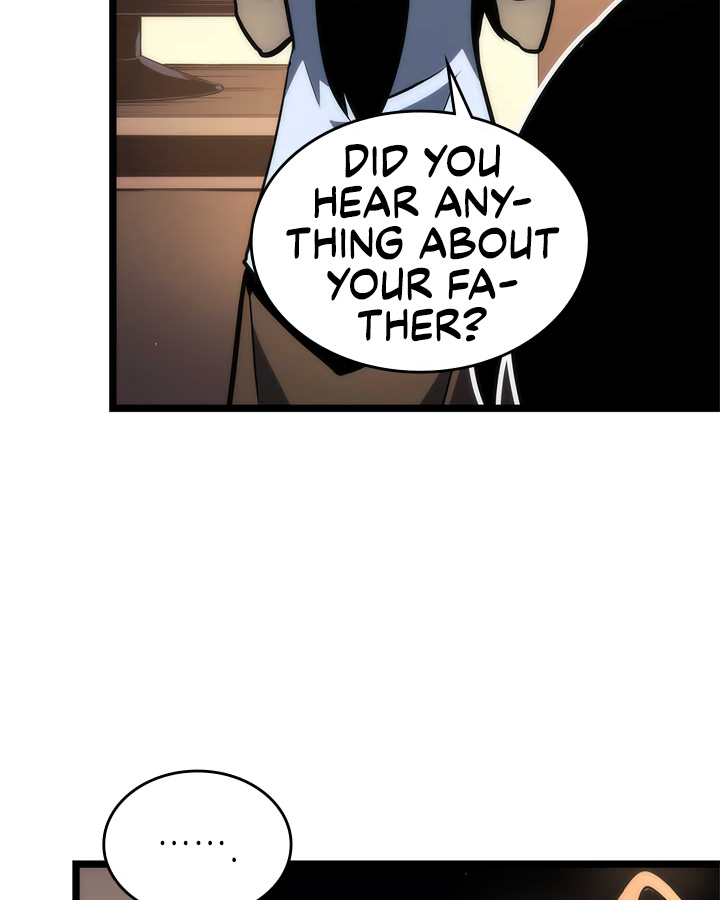 DID YOU
HEAR ANY-
THING ABOUT
YOUR FA-
THER?
.......